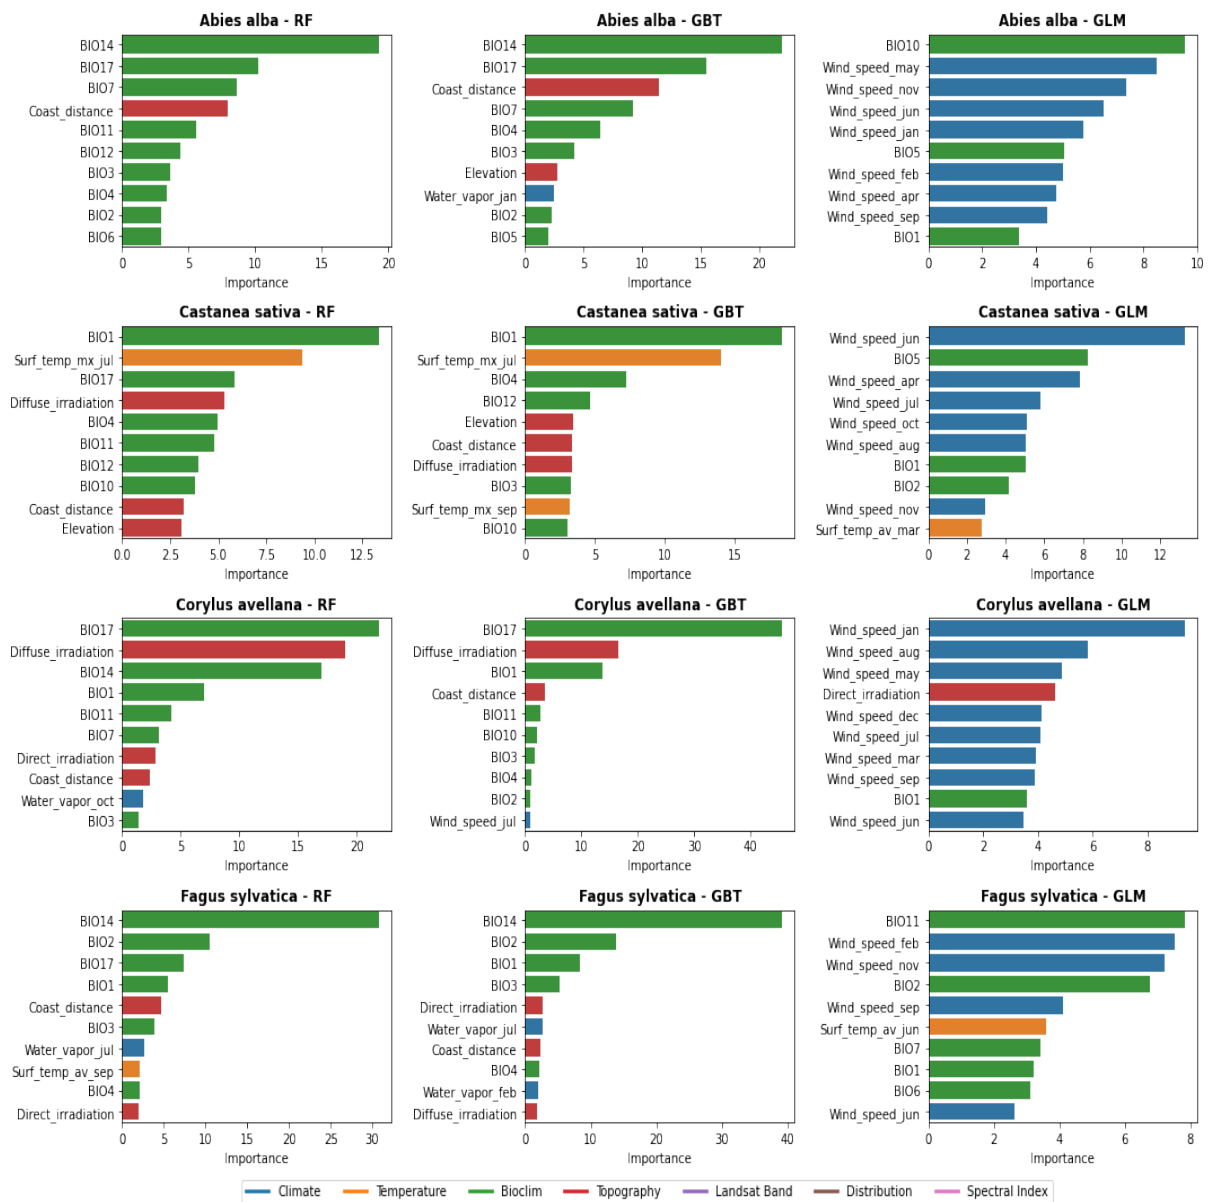 Abies alba - RF
BIO14
BIO17
BIO7
Coast_distance
BIO11
BIO12
BIO3
BIO4
BIO2
BIO6
0 5 10 15 20
Importance
Abies alba - GBT
BIO14
BIO17
Coast_distance
BIO7
BIO4
BIO3
Elevation
Water_vapor_jan
BIO2
BIO5
0 5 10 15 20
Importance
Abies alba - GLM
BIO10
Wind_speed_may
Wind_speed_nov
Wind_speed_jun
Wind_speed_jan
BIO5
Wind_speed_feb
Wind_speed_apr
Wind_speed_sep
BIO1
0 2 4 6 8 10
Importance
Castanea sativa - RF
BIO1
Surf_temp_mx_jul
BIO17
Diffuse_irradiation
BIO4
BIO11
BIO12
BIO10
Coast_distance
Elevation
0.0 2.5 5.0 7.5 10.0 12.5
Importance
Castanea sativa - GBT
BIO1
Surf_temp_mx_jul
BIO4
BIO12
Elevation
Coast_distance
Diffuse_irradiation
BIO3
Surf_temp_mx_sep
BIO10
0 5 10 15
Importance
Castanea sativa - GLM
Wind_speed_jun
BIO5
Wind_speed_apr
Wind_speed_jul
Wind_speed_oct
Wind_speed_aug
BIO1
BIO2
Wind_speed_nov
Surf_temp_av_mar
0 2 4 6 8 10 12
Importance
Corylus avellana - RF
BIO17
Diffuse_irradiation
BIO14
BIO1
BIO11
BIO7
Direct_irradiation
Coast_distance
Water_vapor_oct
BIO3
0 5 10 15 20
Importance
Corylus avellana - GBT
BIO17
Diffuse_irradiation
BIO1
Coast_distance
BIO11
BIO10
BIO3
BIO4
BIO2
Wind_speed_jul
0 10 20 30 40
Importance
Corylus avellana - GLM
Wind_speed_jan
Wind_speed_aug
Wind_speed_may
Direct_irradiation
Wind_speed_dec
Wind_speed_jul
Wind_speed_mar
Wind_speed_sep
BIO1
Wind_speed_jun
0 2 4 6 8
Importance
Fagus sylvatica - RF
BIO14
BIO2
BIO17
BIO1
Coast_distance
BIO3
Water_vapor_jul
Surf_temp_av_sep
BIO4
Direct_irradiation
0 5 10 15 20 25 30
Importance
Fagus sylvatica - GBT
BIO14
BIO2
BIO1
BIO3
Direct_irradiation
Water_vapor_jul
Coast_distance
BIO4
Water_vapor_feb
Diffuse_irradiation
0 10 20 30 40
Importance
Fagus sylvatica - GLM
BIO11
Wind_speed_feb
Wind_speed_nov
BIO2
Wind_speed_sep
Surf_temp_av_jun
BIO7
BIO1
BIO6
Wind_speed_jun
0 2 4 6 8
Importance
Climate Temperature Bioclim Topography Landsat Band Distribution Spectral Index